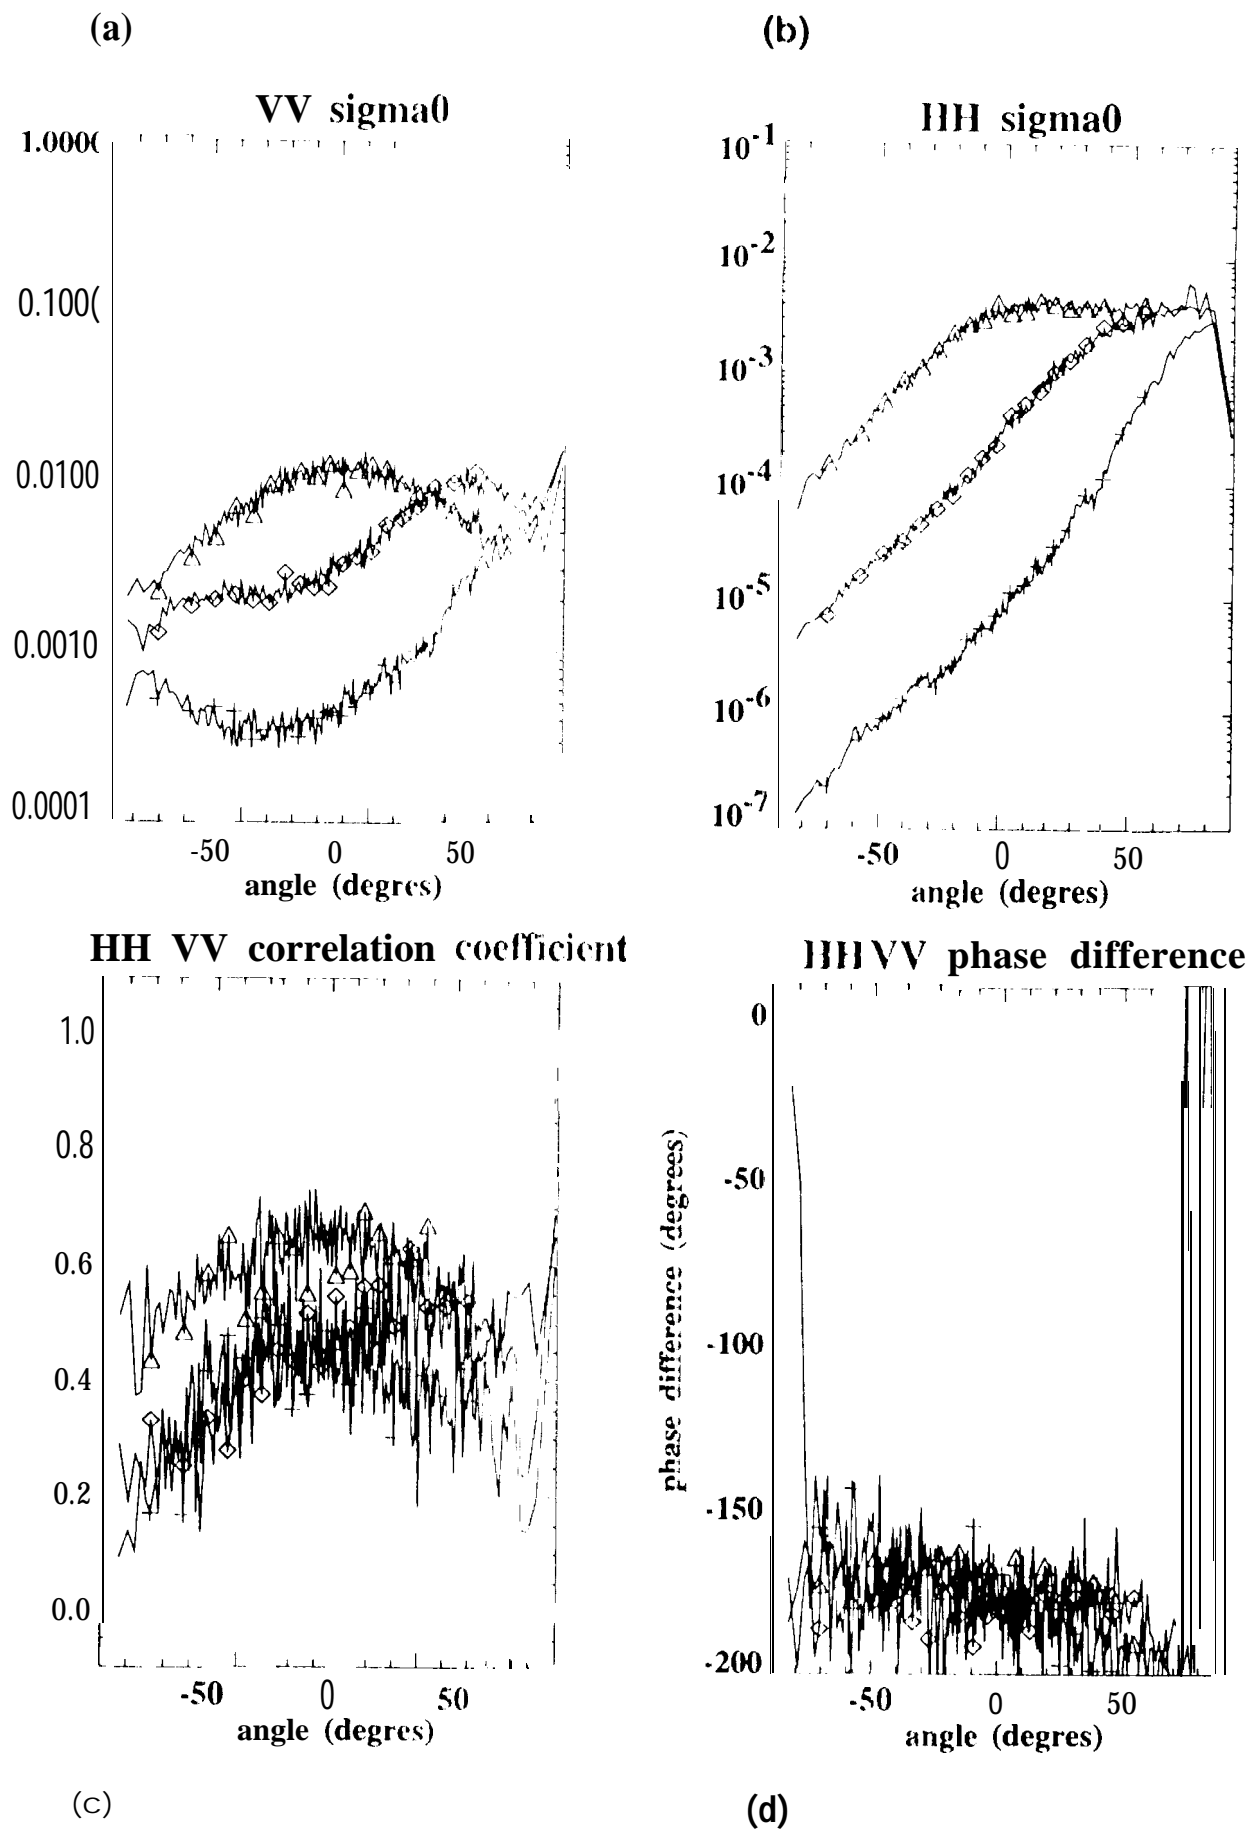 (a)
VV sigma0
1.000(
0.100(
0.0100
0.0010
0.0001
-50 0 50
angle (degres)
(b)
HH sigma0
10-1
10-2
10-3
10-4
10-5
10-6
10-7
-50 0 50
angle (degres)
HH VV correlation coefficient
1.0
0.8
0.6
0.4
0.2
0.0
-50 0 50
angle (degres)
(c)
HHVV phase difference
phase difference (degrees)
0
-50
-100
-150
-200
-50 0 50
angle (degres)
(d)